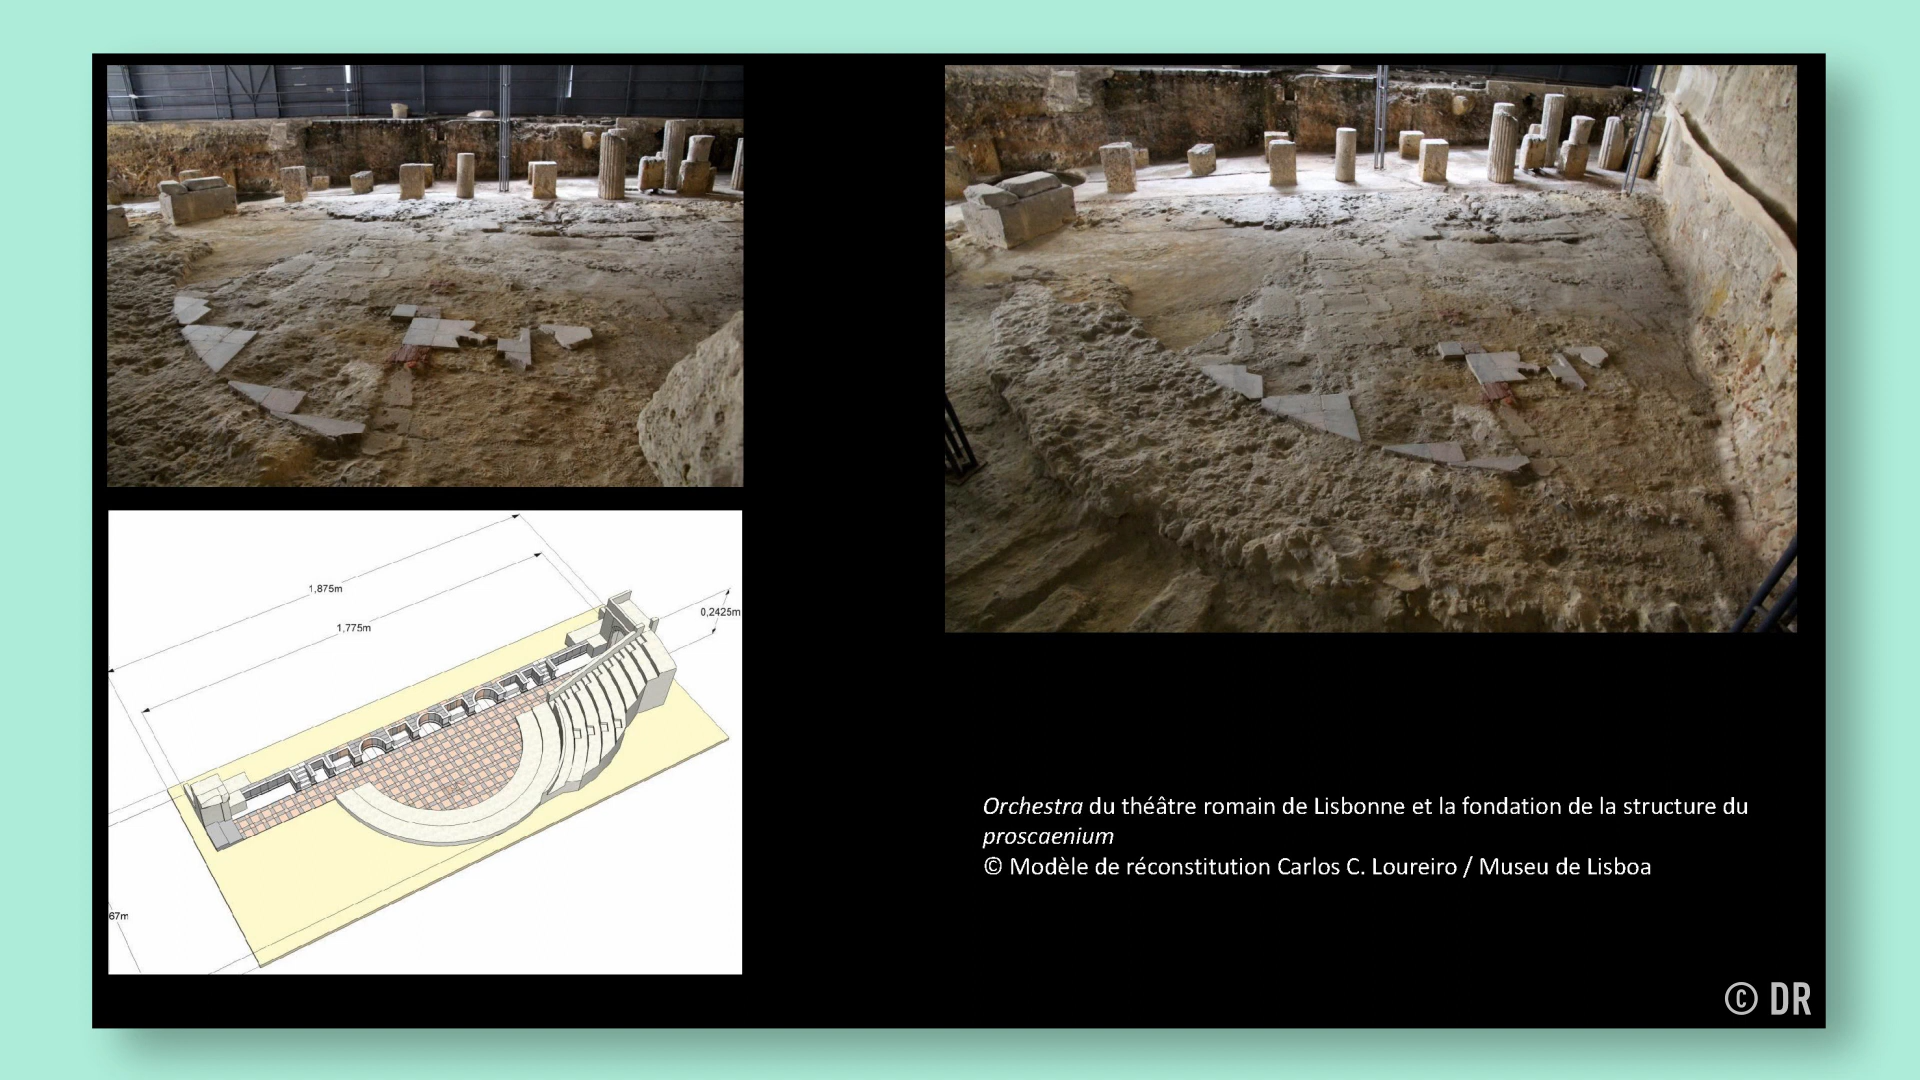 1,875m
1,775m
0,2425m
67m
Orchestra du théâtre romain de Lisbonne et la fondation de la structure du
proscaenium
© Modèle de réconstitution Carlos C. Loureiro / Museu de Lisboa
© DR